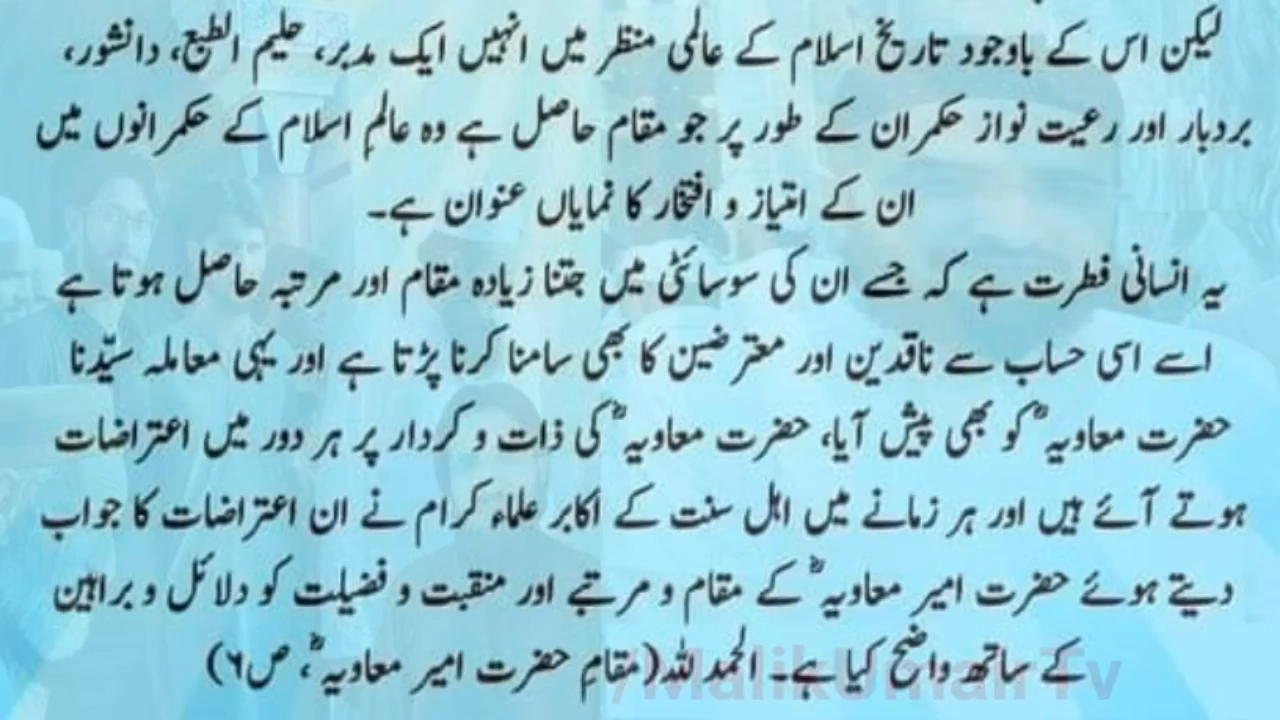 لیکن اس کے باوجود تاریخ اسلام کے عالمی منظر میں انہیں ایک مدبر، حلیم الطبع، دانشور،
بردبار اور رعیت نواز حکمران کے طور پر جو مقام حاصل ہے وہ عالمِ اسلام کے حکمرانوں میں
ان کے امتیاز و افتخار کا نمایاں عنوان ہے۔
یہ انسانی فطرت ہے کہ جسے ان کی سوسائٹی میں جتنا زیادہ مقام اور مرتبہ حاصل ہوتا ہے
اسے اسی حساب سے ناقدین اور معترضین کا بھی سامنا کرنا پڑتا ہے اور یہی معاملہ سیّدنا
حضرت معاویہؓ کو بھی پیش آیا، حضرت معاویہؓ کی ذات و کردار پر ہر دور میں اعتراضات
ہوتے آئے ہیں اور ہر زمانے میں اہل سنت کے اکابر علماء کرام نے ان اعتراضات کا جواب
دیتے ہوئے حضرت امیر معاویہؓ کے مقام و مرتبے اور منقبت و فضیلت کو دلائل و براہین
کے ساتھ واضح کیا ہے۔ الحمد للہ (مقامِ حضرت امیر معاویہؓ، ص۶)
/MalikUmairTv